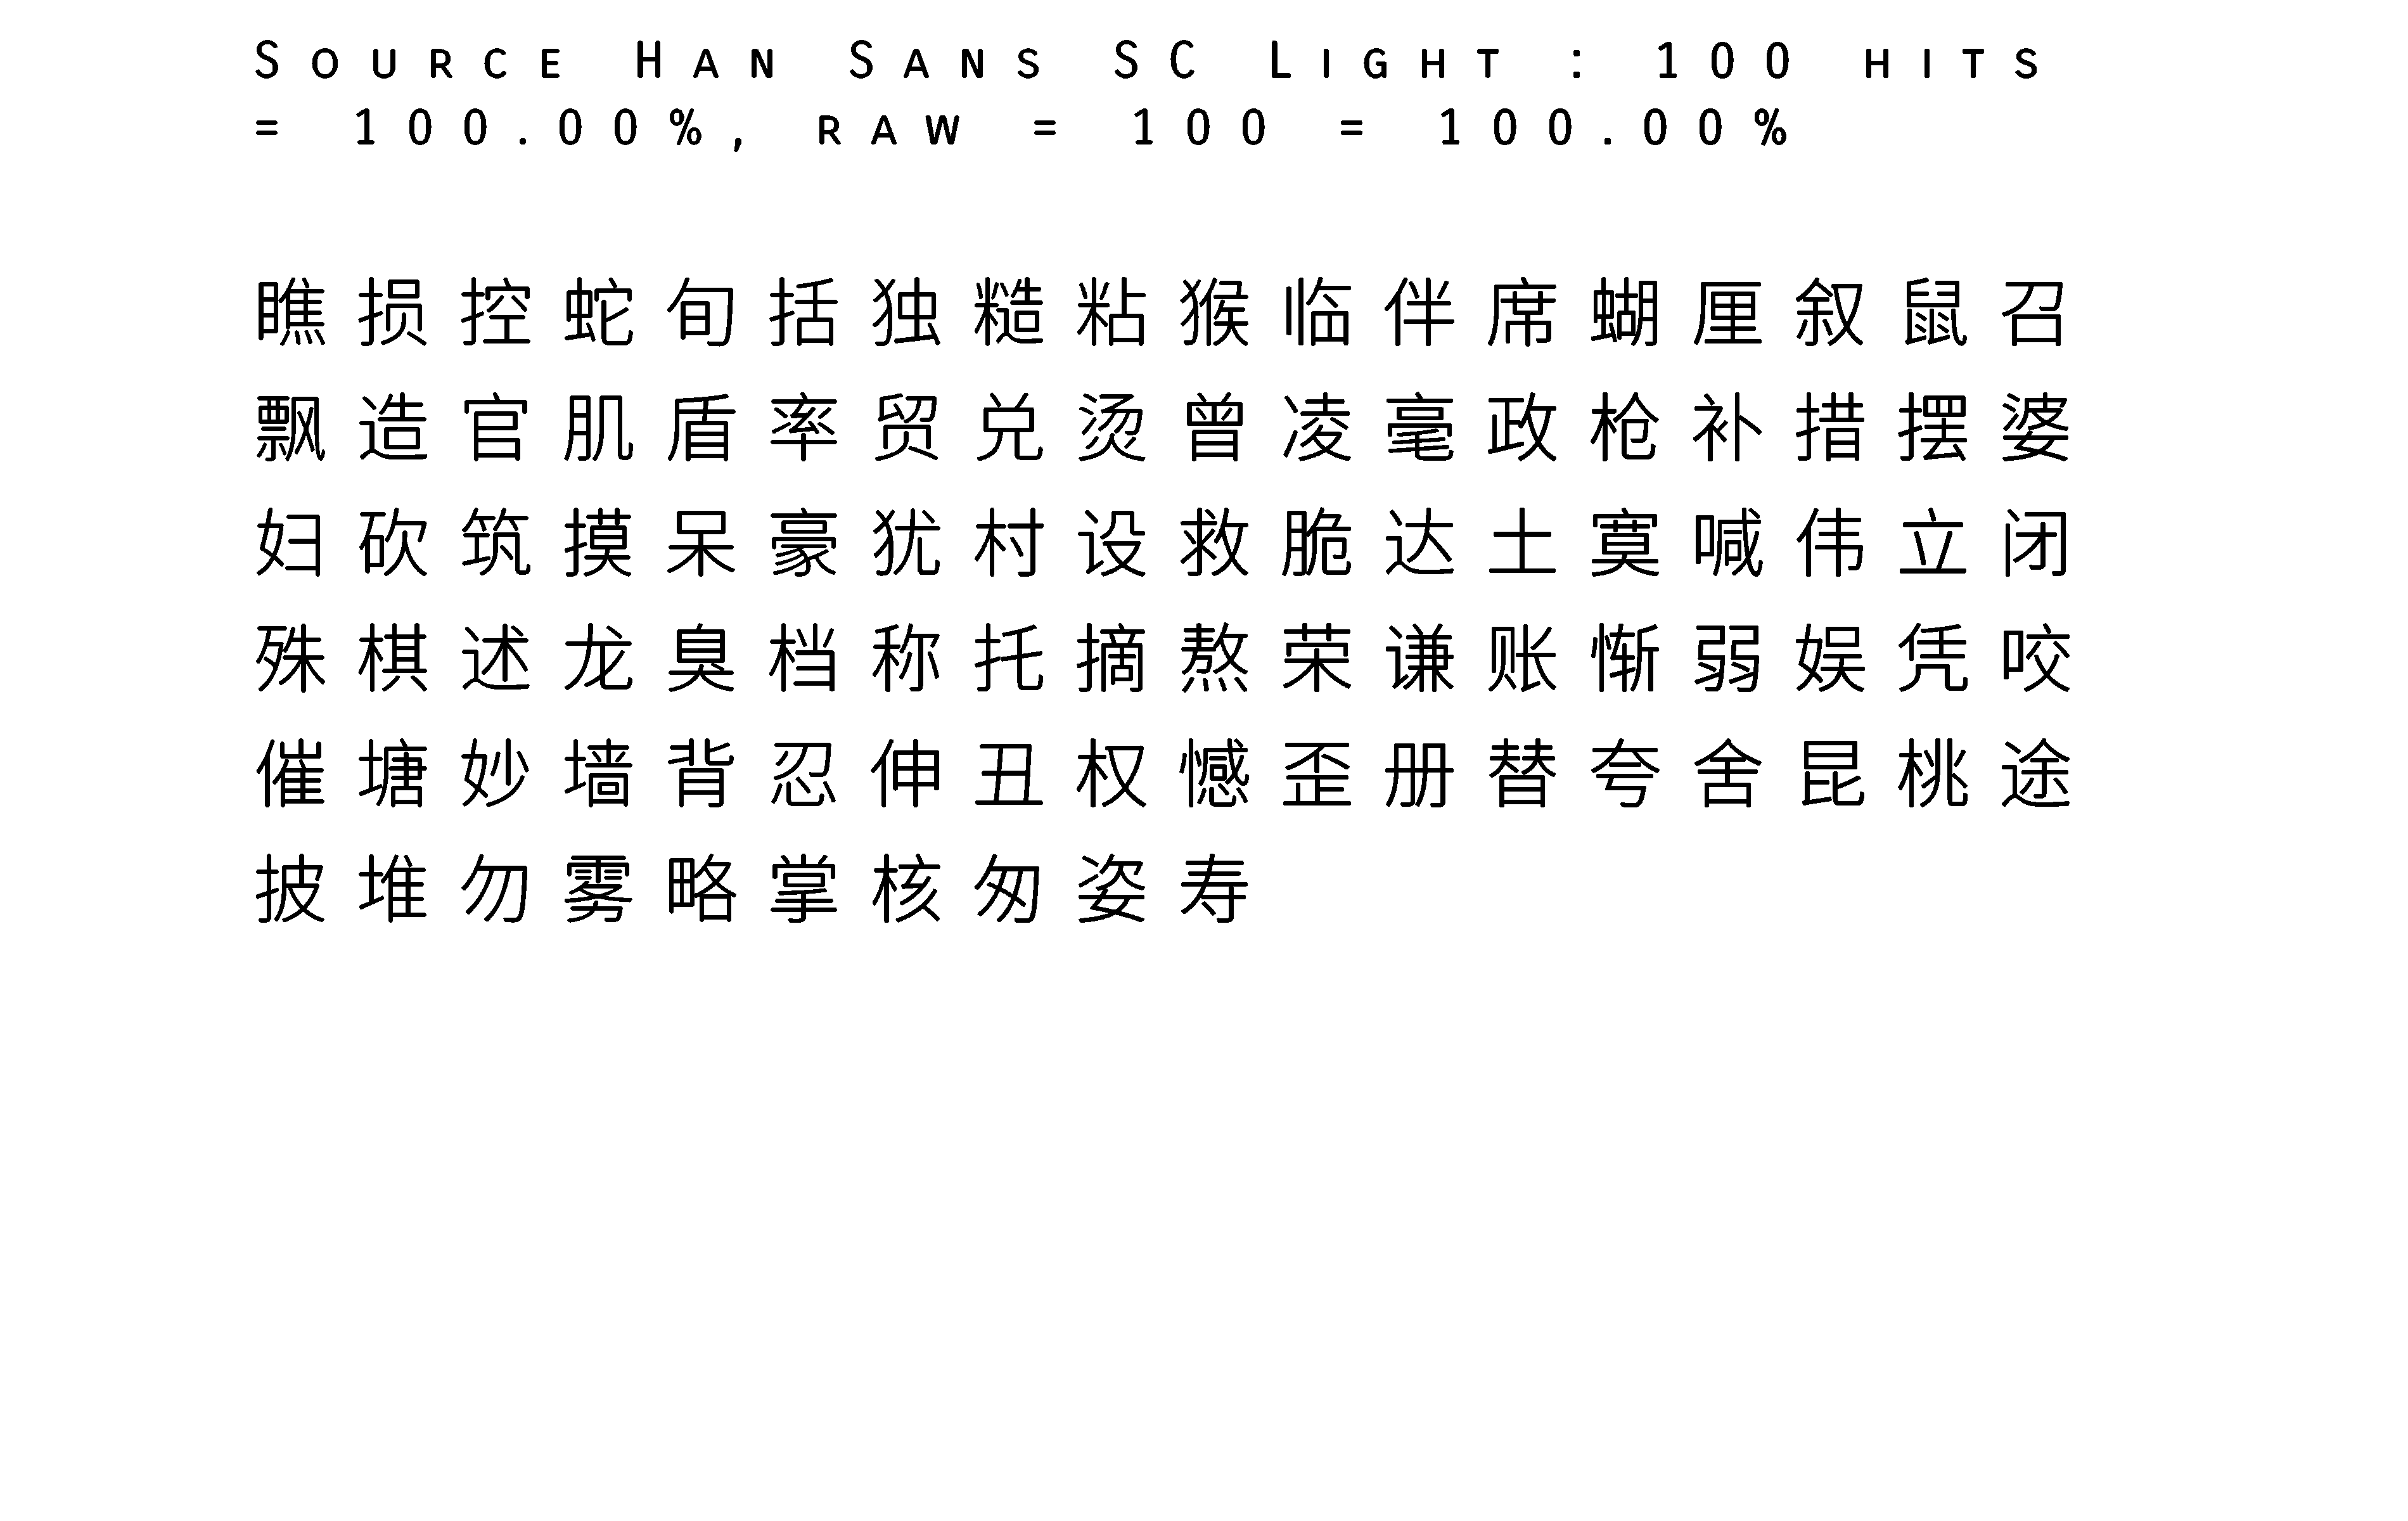 Source Han Sans SC Light : 100 hits
= 100.00%, raw = 100 = 100.00%
瞧损控蛇旬括独糙粘猴临伴席蝴厘叙鼠召
飘造官肌盾率贸兑烫曾凌毫政枪补措摆婆
妇砍筑摸呆豪犹村设救脆达土寞喊伟立闭
殊棋述龙臭档称托摘熬荣谦账惭弱娱凭咬
催塘妙墙背忍伸丑权憾歪册替夸舍昆桃途
披堆勿雾略掌核匆姿寿